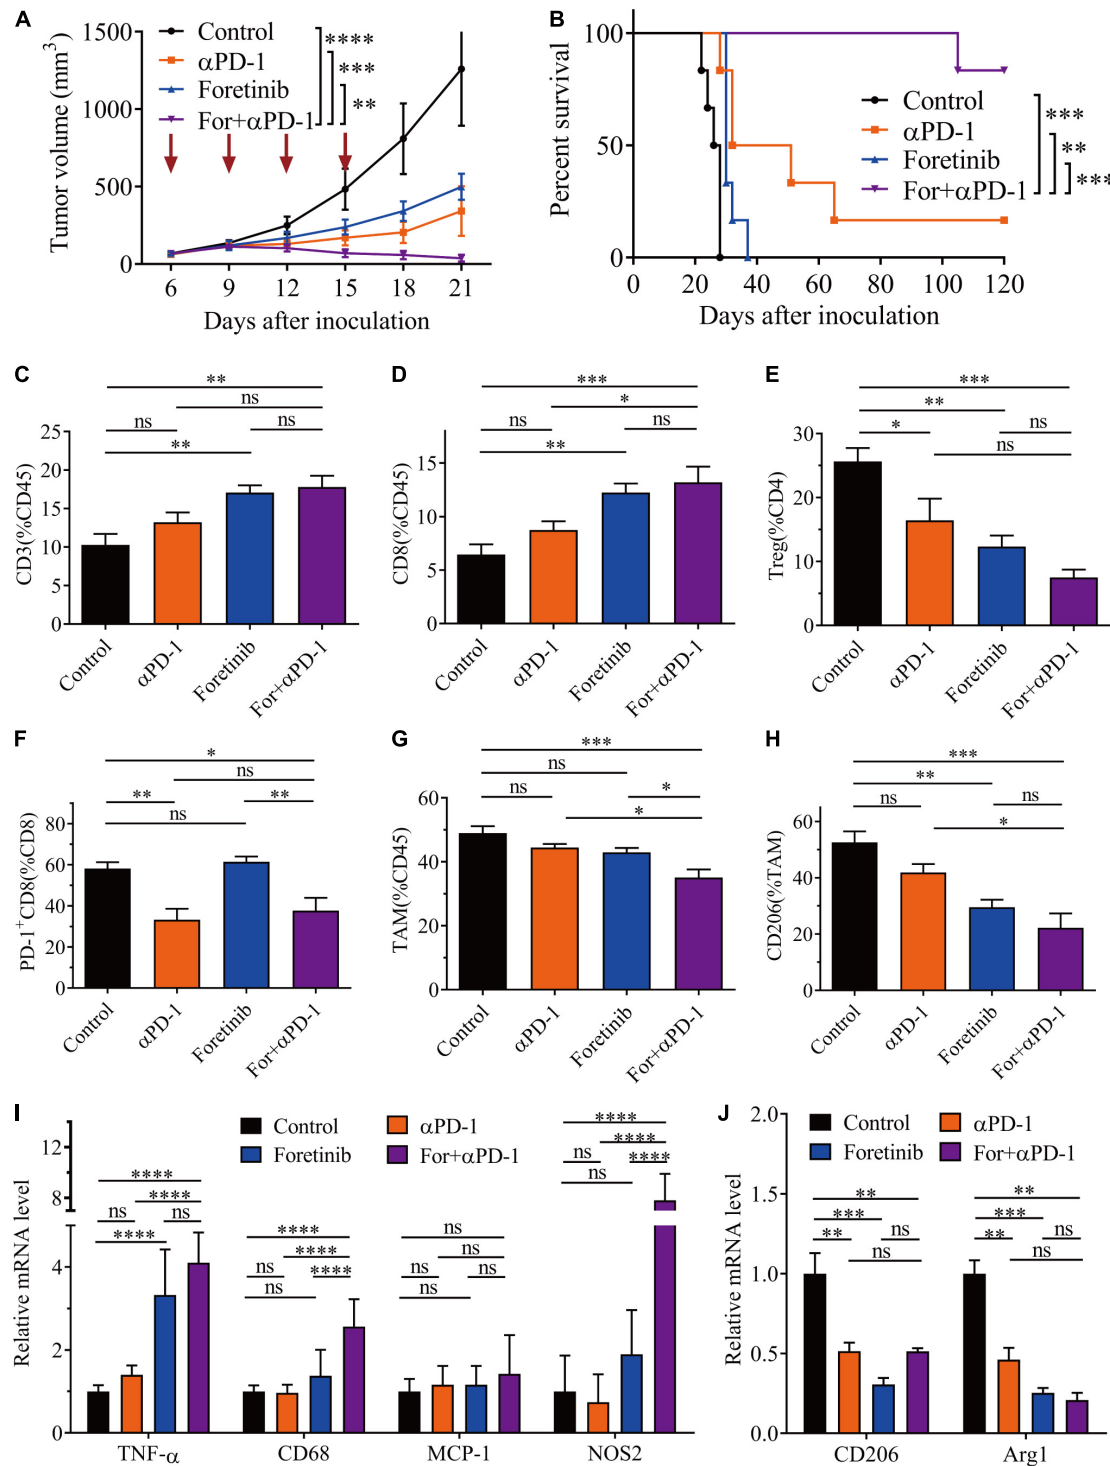 A
Tumor volume (mm³)
1500
1000
500
0
6 9 12 15 18 21
Days after inoculation
Control
αPD-1
Foretinib
For+αPD-1
****
***
**
B
Percent survival
100
50
0
0 20 40 60 80 100 120
Days after inoculation
Control
αPD-1
Foretinib
For+αPD-1
***
**
***
C
CD3(%CD45)
25
20
15
10
5
0
**
ns
ns ns
**
Control αPD-1 Foretinib For+αPD-1
D
CD8(%CD45)
15
10
5
0
***
*
ns ns
**
Control αPD-1 Foretinib For+αPD-1
E
Treg(%CD4)
30
20
10
0
***
**
* ns
ns
Control αPD-1 Foretinib For+αPD-1
F
PD-1⁺CD8(%CD8)
80
60
40
20
0
*
ns
** **
ns
Control αPD-1 Foretinib For+αPD-1
G
TAM(%CD45)
60
40
20
0
***
ns
ns *
*
Control αPD-1 Foretinib For+αPD-1
H
CD206(%TAM)
60
40
20
0
***
**
ns ns
*
Control αPD-1 Foretinib For+αPD-1
I
Relative mRNA level
12
8
4
2
0
Control αPD-1
Foretinib For+αPD-1
****
****
ns ns
****
****
****
ns ****
ns
ns
ns
ns ns
ns
****
****
ns ****
ns
TNF-α CD68 MCP-1 NOS2
J
Relative mRNA level
2.0
1.5
1.0
0.5
0.0
Control αPD-1
Foretinib For+αPD-1
**
***
** ns
ns
**
***
** ns
ns
CD206 Arg1